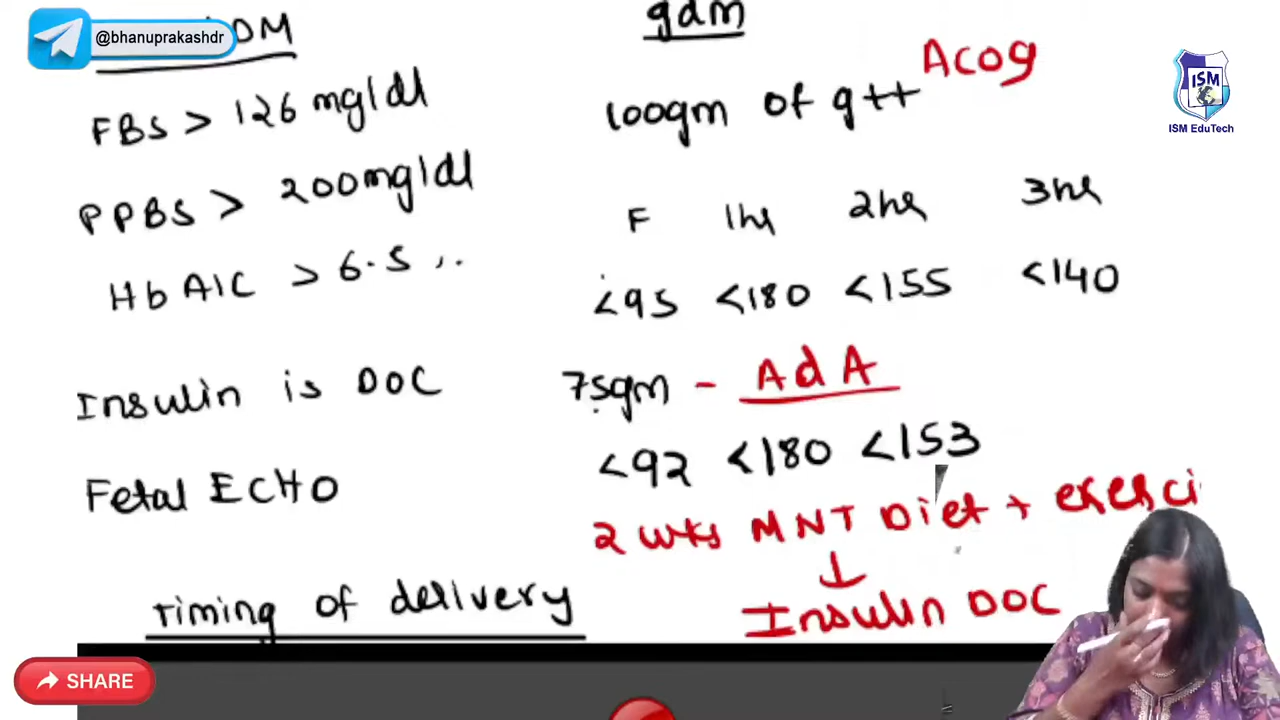 @bhanuprakashdr
DM
FBS > 126 mg/dl
PPBS > 200mg/dl
HbA1C > 6.5
Insulin is DOC
Fetal ECHO
Timing of delivery
gdm
100gm of gtt Acog
F 1hr 2hr 3hr
<95 <180 <155 <140
75gm - AdA
<92 <180 <153
2 wks MNT Diet + exerci
↓
Insulin DOC
ISM
ISM EduTech
SHARE